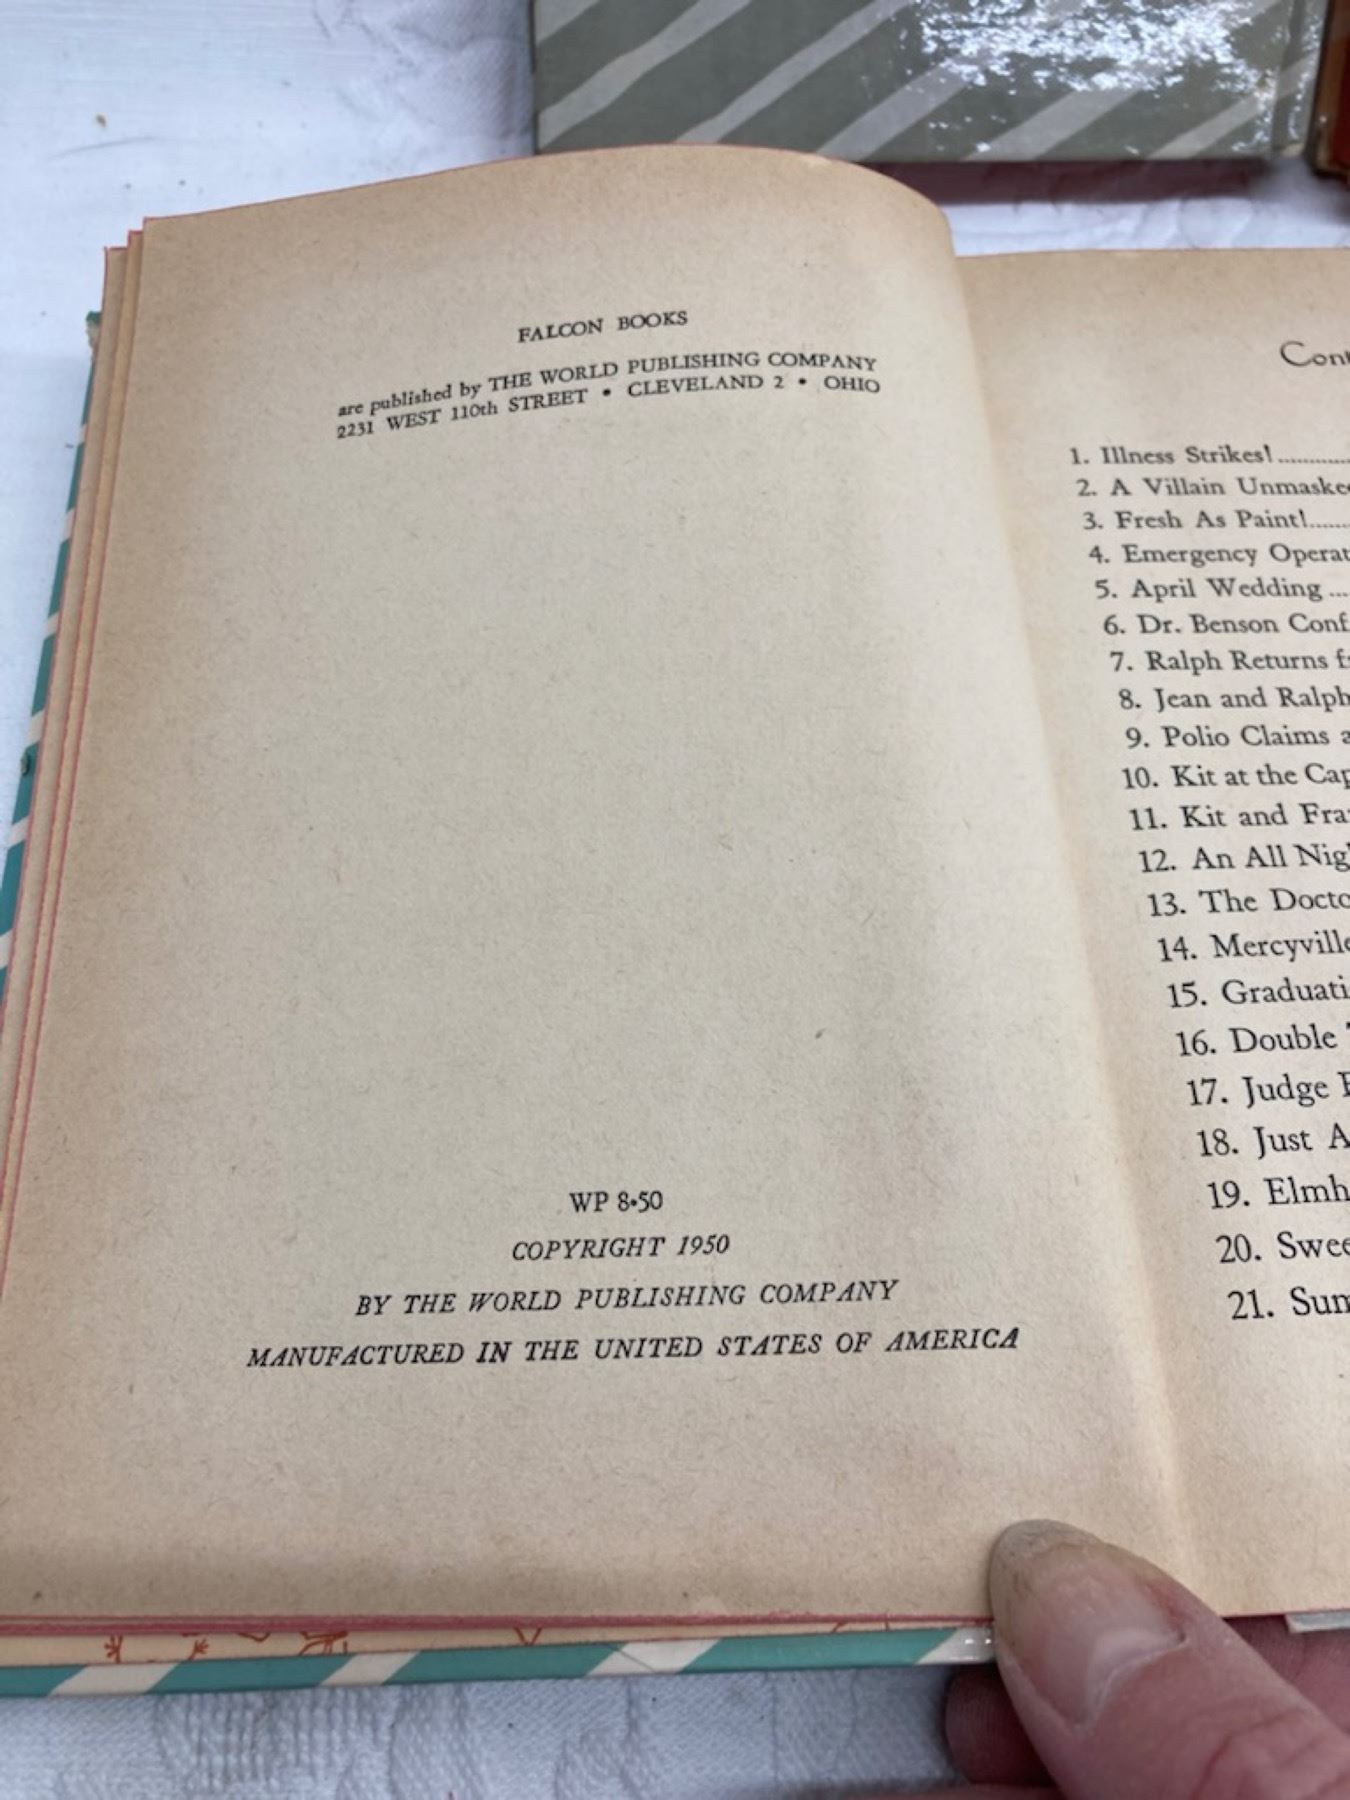 FALCON BOOKS
are published by THE WORLD PUBLISHING COMPANY
2231 WEST 110th STREET • CLEVELAND 2 • OHIO
WP 8•50
COPYRIGHT 1950
BY THE WORLD PUBLISHING COMPANY
MANUFACTURED IN THE UNITED STATES OF AMERICA
1. Illness Strikes!
2. A Villain
3. Fresh As Paint!
4. Emergency
5. April Wedding
6. Dr. Benson
7. Ralph Returns
8. Jean and Ralph
9. Polio Claims
10. Kit at the
11. Kit and
12. An All
13. The
14.
15.
16. Double
17. Judge
18. Just
19.
20.
21.